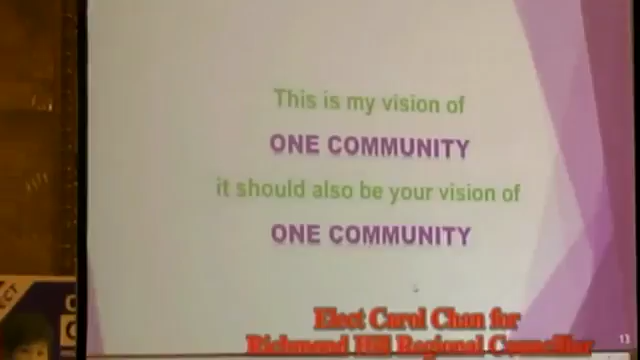 This is my vision of
ONE COMMUNITY
it should also be your vision of
ONE COMMUNITY
Elect Carol Chan for
Richmond Hill Regional Councillor
13